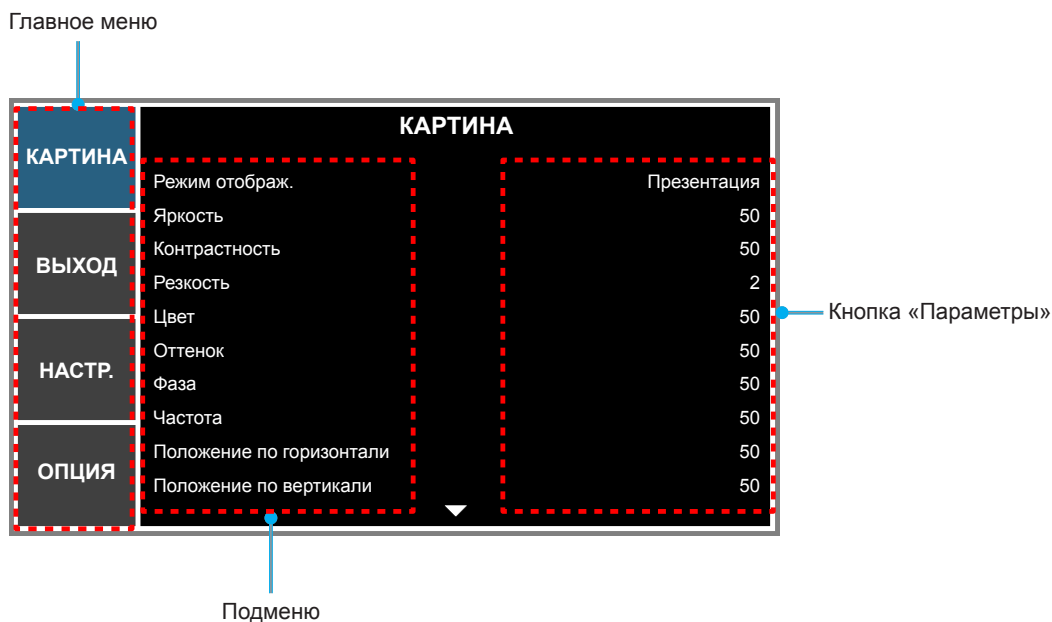 Главное меню
КАРТИНА
КАРТИНА
Режим отображ. Презентация
Яркость 50
Контрастность 50
ВЫХОД
Резкость 2
Цвет 50
Кнопка «Параметры»
Оттенок 50
НАСТР.
Фаза 50
Частота 50
Положение по горизонтали 50
ОПЦИЯ
Положение по вертикали 50
Подменю